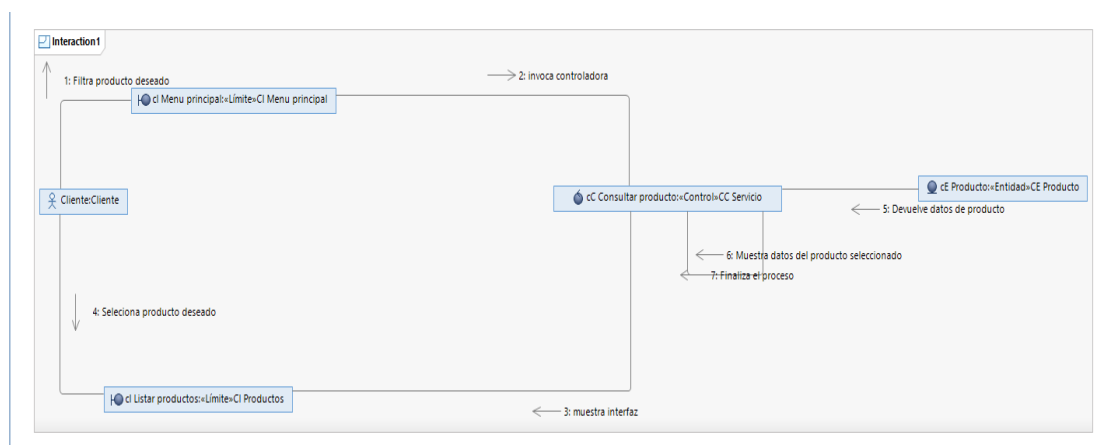 Interaction1
1: Filtra producto deseado
2: invoca controladora
cI Menu principal:«Límite»CI Menu principal
Cliente:Cliente
cC Consultar producto:«Control»CC Servicio
cE Producto:«Entidad»CE Producto
5: Devuelve datos de producto
6: Muestra datos del producto seleccionado
7: Finaliza el proceso
4: Seleciona producto deseado
cI Listar productos:«Límite»CI Productos
3: muestra interfaz